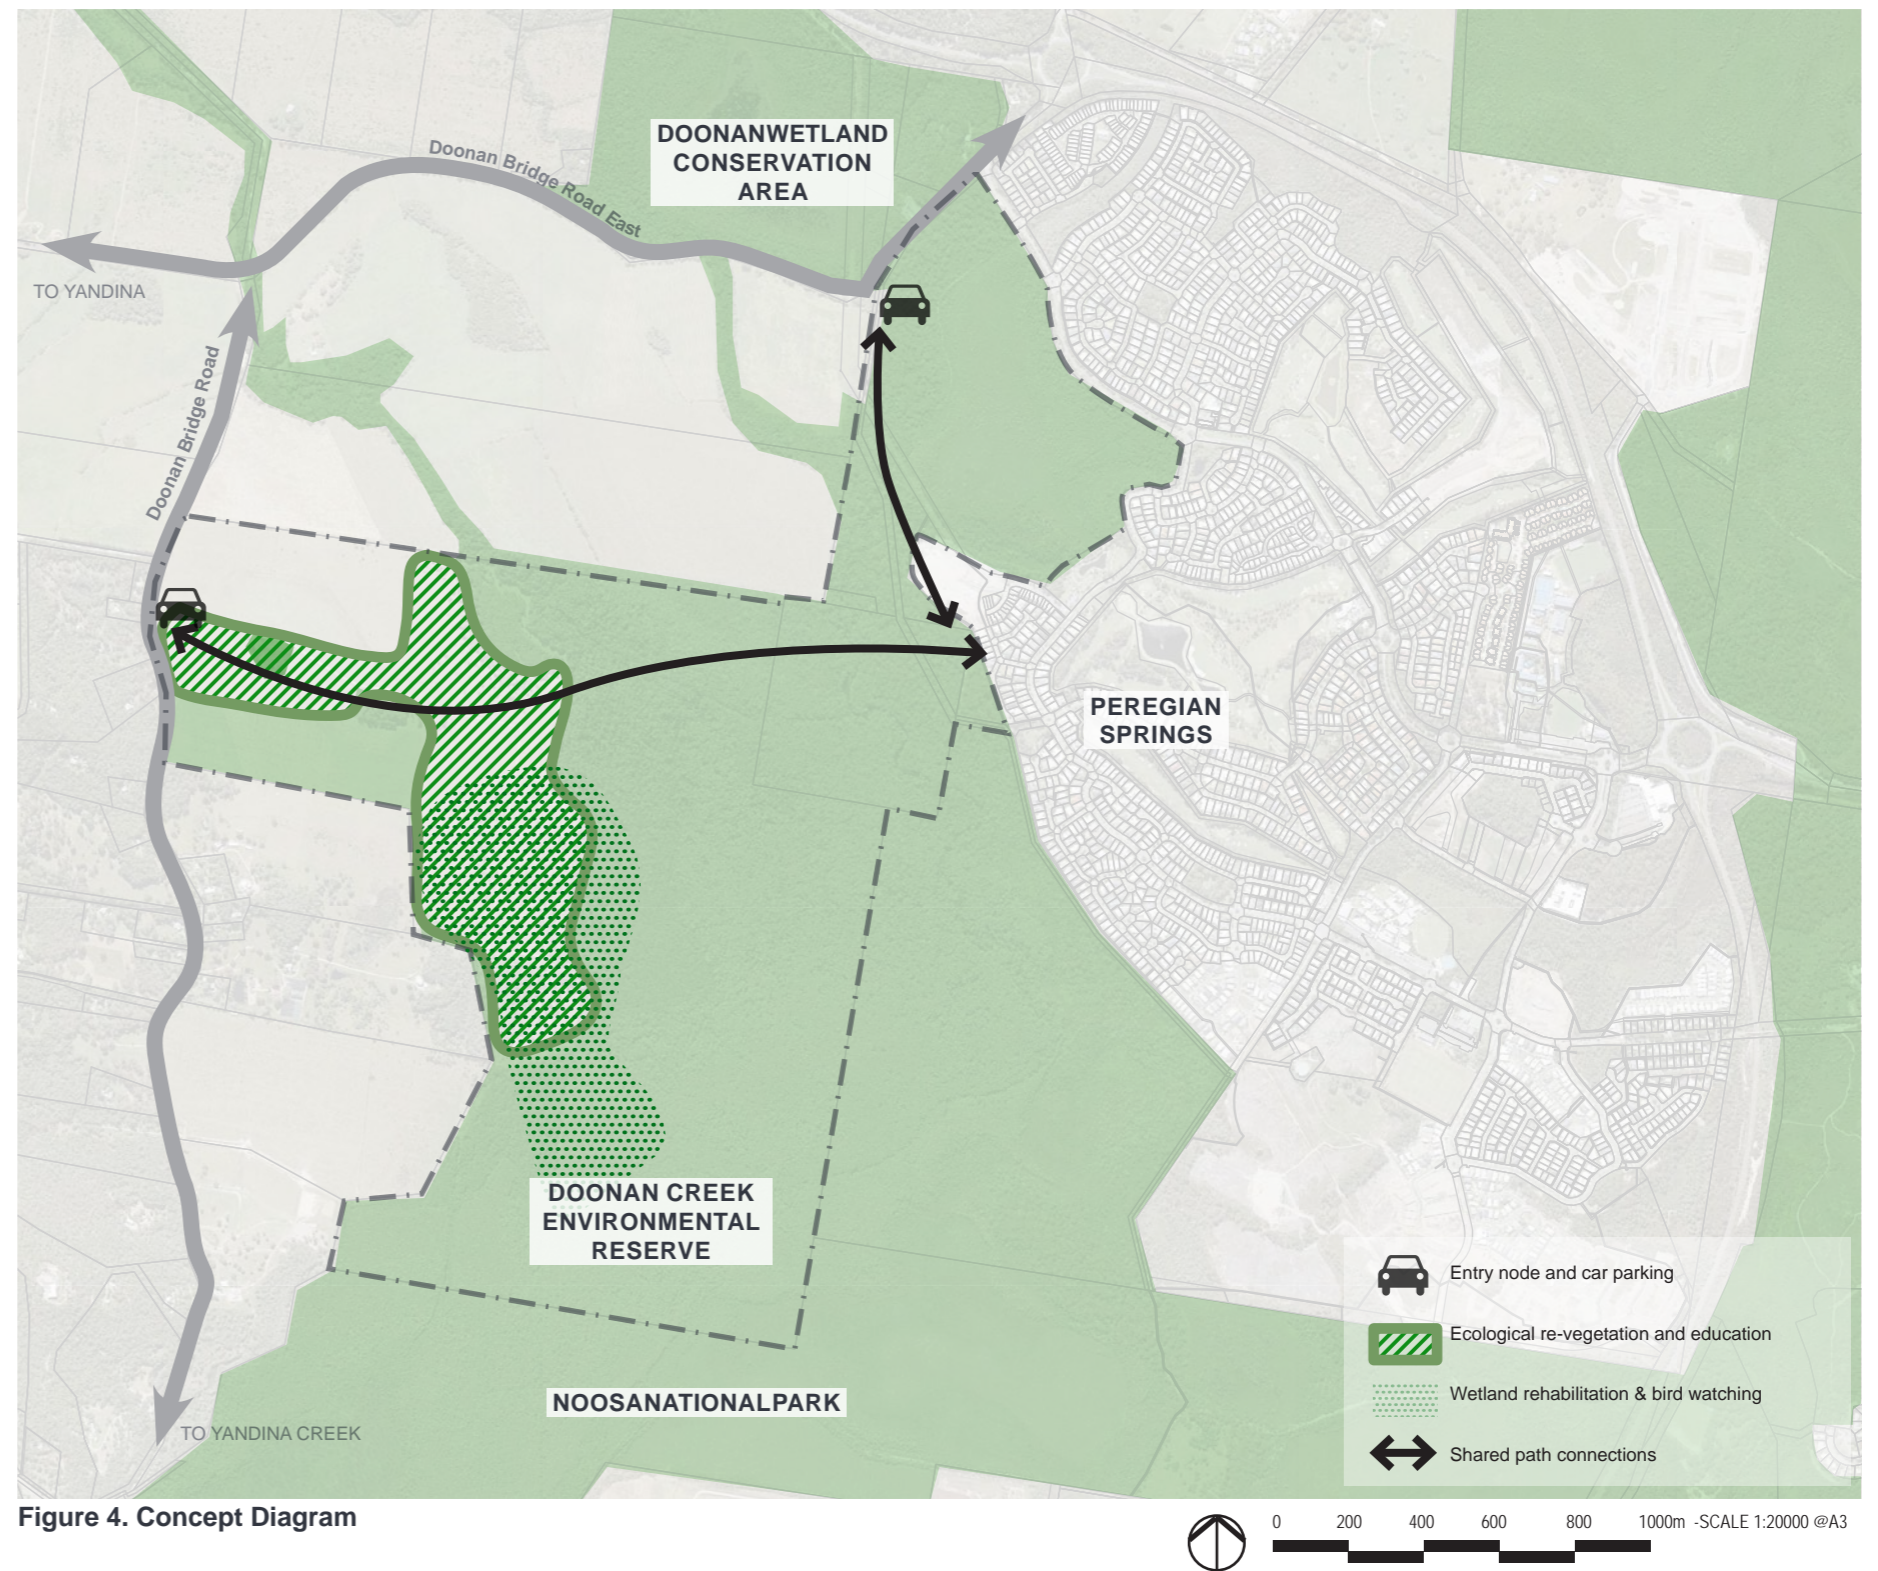 DOONANWETLAND
CONSERVATION
AREA
Doonan Bridge Road East
TO YANDINA
Doonan Bridge Road
PEREGIAN
SPRINGS
DOONAN CREEK
ENVIRONMENTAL
RESERVE
NOOSANATIONALPARK
TO YANDINA CREEK
Entry node and car parking
Ecological re-vegetation and education
Wetland rehabilitation & bird watching
Shared path connections
Figure 4. Concept Diagram
0 200 400 600 800 1000m -SCALE 1:20000 @A3